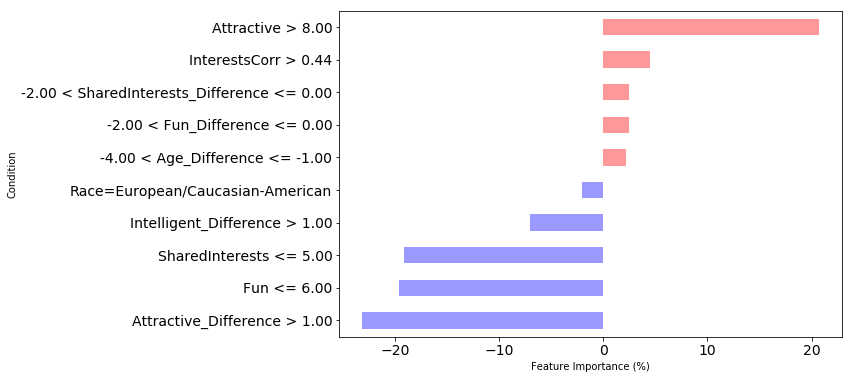 Attractive > 8.00
InterestsCorr > 0.44
-2.00 < SharedInterests_Difference <= 0.00
-2.00 < Fun_Difference <= 0.00
-4.00 < Age_Difference <= -1.00
Race=European/Caucasian-American
Intelligent_Difference > 1.00
SharedInterests <= 5.00
Fun <= 6.00
Attractive_Difference > 1.00
Condition
−20 −10 0 10 20
Feature Importance (%)